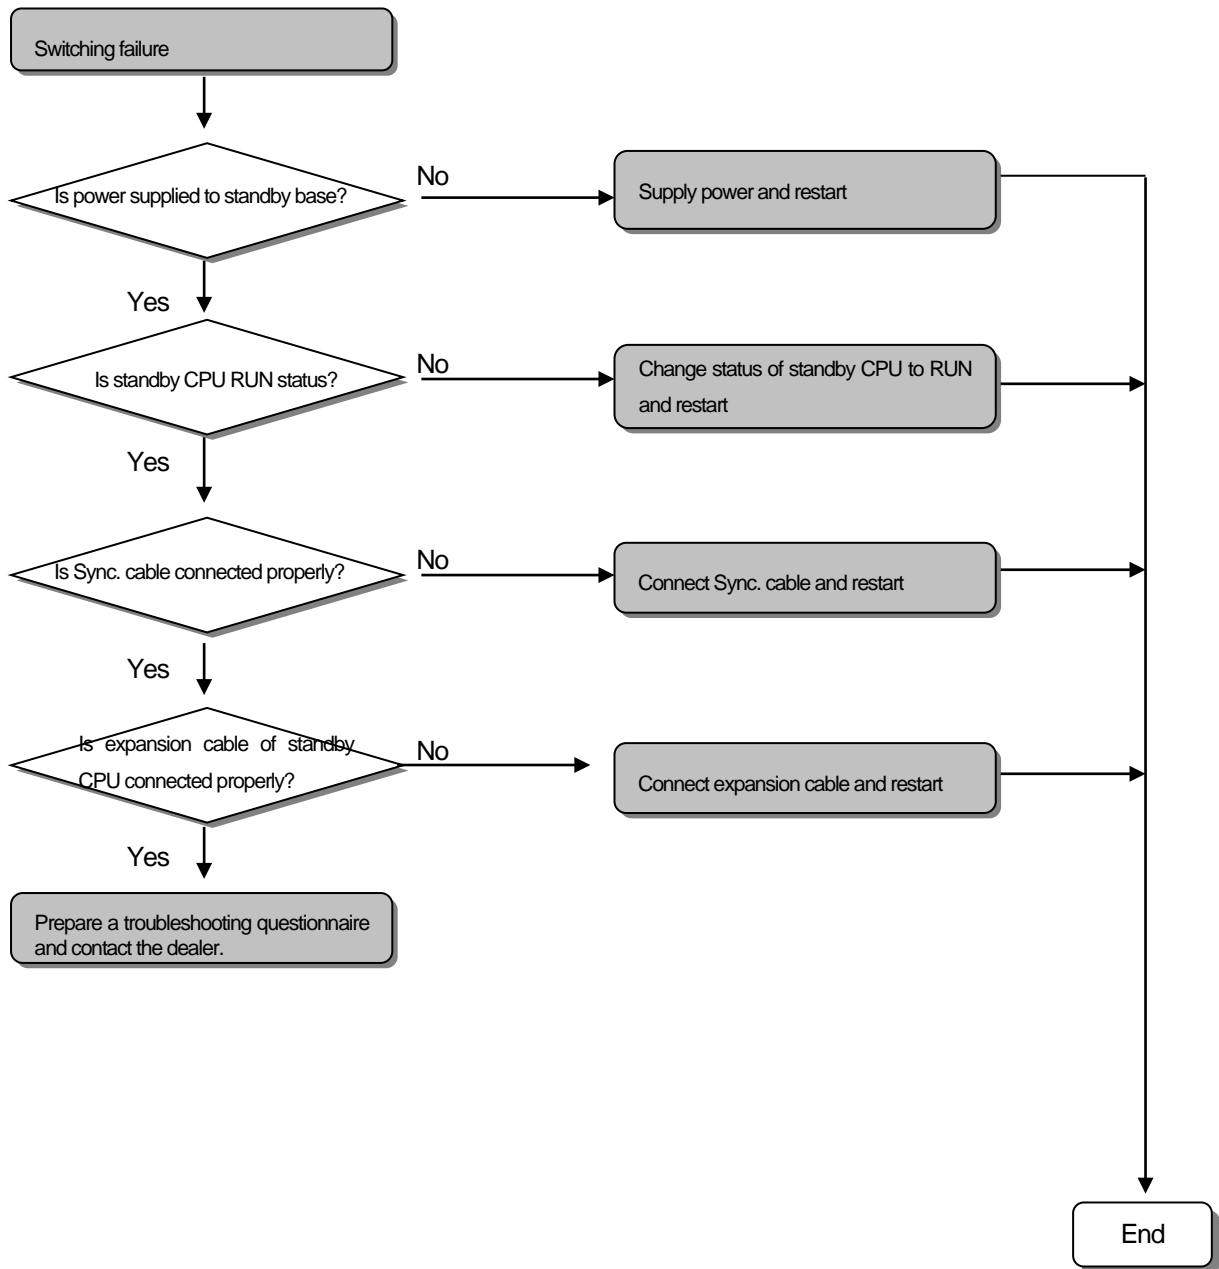 Switching failure
Is power supplied to standby base?
No
Supply power and restart
Yes
Is standby CPU RUN status?
No
Change status of standby CPU to RUN
and restart
Yes
Is Sync. cable connected properly?
No
Connect Sync. cable and restart
Yes
Is expansion cable of standby
CPU connected properly?
No
Connect expansion cable and restart
Yes
Prepare a troubleshooting questionnaire
and contact the dealer.
End